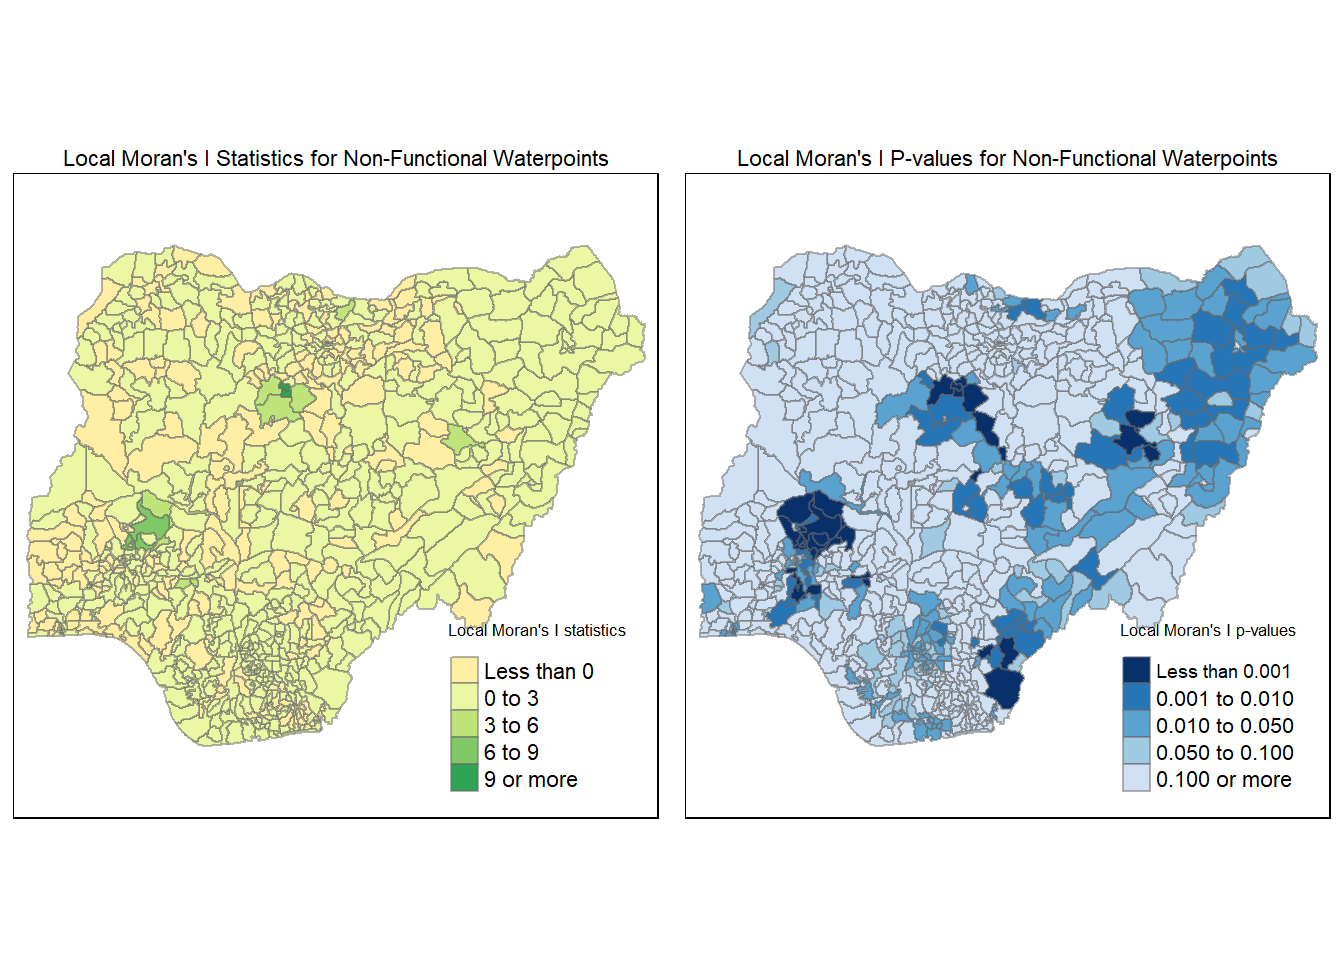 Local Moran's I Statistics for Non-Functional Waterpoints
Local Moran's I statistics
Less than 0
0 to 3
3 to 6
6 to 9
9 or more
Local Moran's I P-values for Non-Functional Waterpoints
Local Moran's I p-values
Less than 0.001
0.001 to 0.010
0.010 to 0.050
0.050 to 0.100
0.100 or more